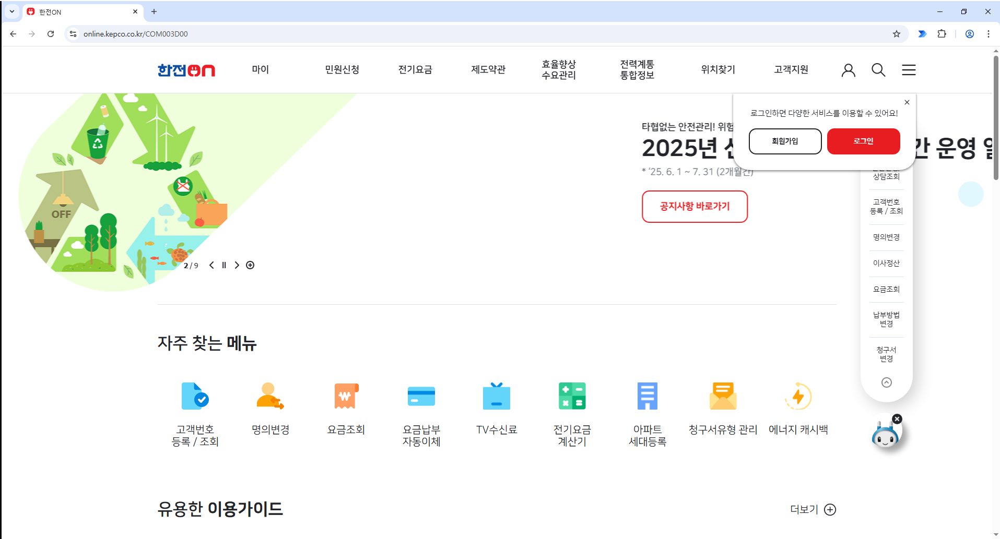 한전ON
online.kepco.co.kr/COM003D00
한전ON
마이
민원신청
전기요금
제도약관
효율향상
수요관리
전력계통
통합정보
위치찾기
고객지원
로그인하면 다양한 서비스를 이용할 수 있어요!
회원가입
로그인
타협없는 안전관리! 위험
2025년
간 운영
* ‘25. 6. 1 ~ 7. 31 (2개월간)
공지사항 바로가기
OFF
2 / 9
상담조회
고객번호
등록 / 조회
명의변경
이사정산
요금조회
납부방법
변경
청구서
변경
자주 찾는 메뉴
고객번호
등록 / 조회
명의변경
요금조회
요금납부
자동이체
TV수신료
전기요금
계산기
아파트
세대등록
청구서유형 관리
에너지 캐시백
유용한 이용가이드
더보기